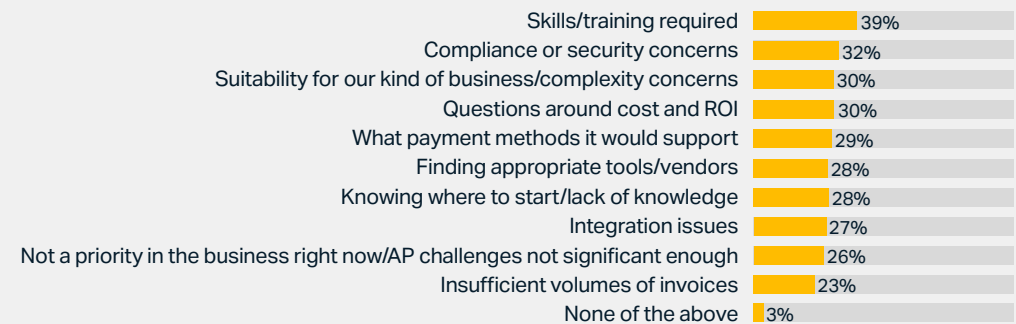 Skills/training required 39%
Compliance or security concerns 32%
Suitability for our kind of business/complexity concerns 30%
Questions around cost and ROI 30%
What payment methods it would support 29%
Finding appropriate tools/vendors 28%
Knowing where to start/lack of knowledge 28%
Integration issues 27%
Not a priority in the business right now/AP challenges not significant enough 26%
Insufficient volumes of invoices 23%
None of the above 3%